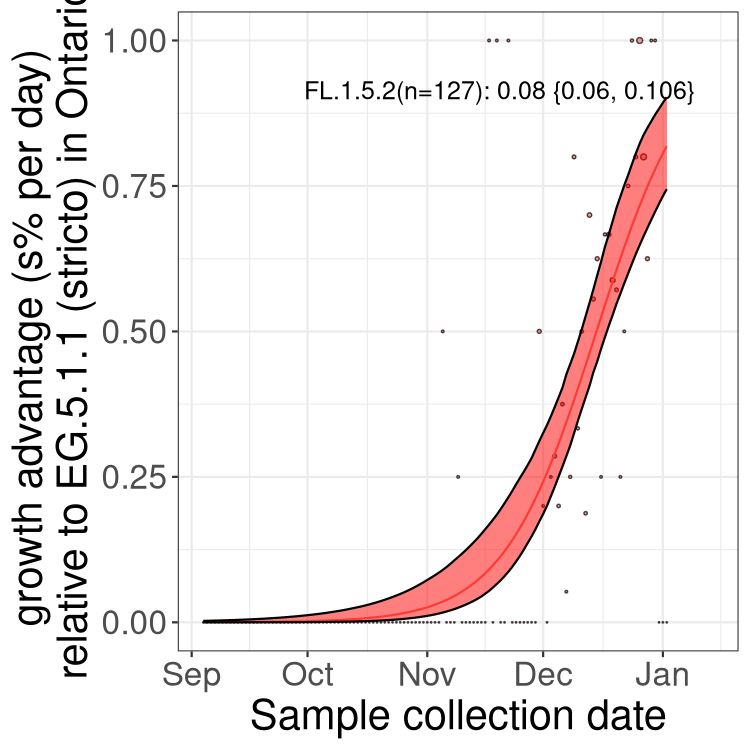 growth advantage (s% per day)
relative to EG.5.1.1 (stricto) in Ontario
1.00
0.75
0.50
0.25
0.00
FL.1.5.2(n=127): 0.08 {0.06, 0.106}
Sep Oct Nov Dec Jan
Sample collection date